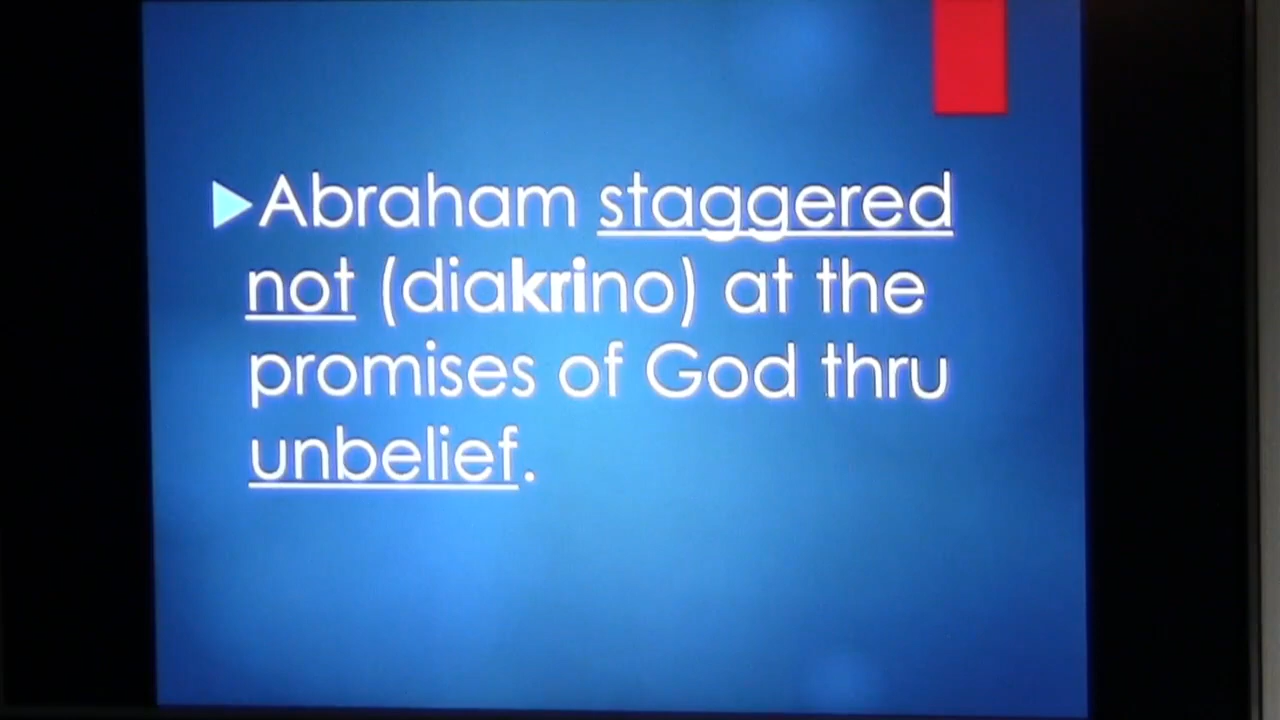 Abraham staggered
not (diakrino) at the
promises of God thru
unbelief.